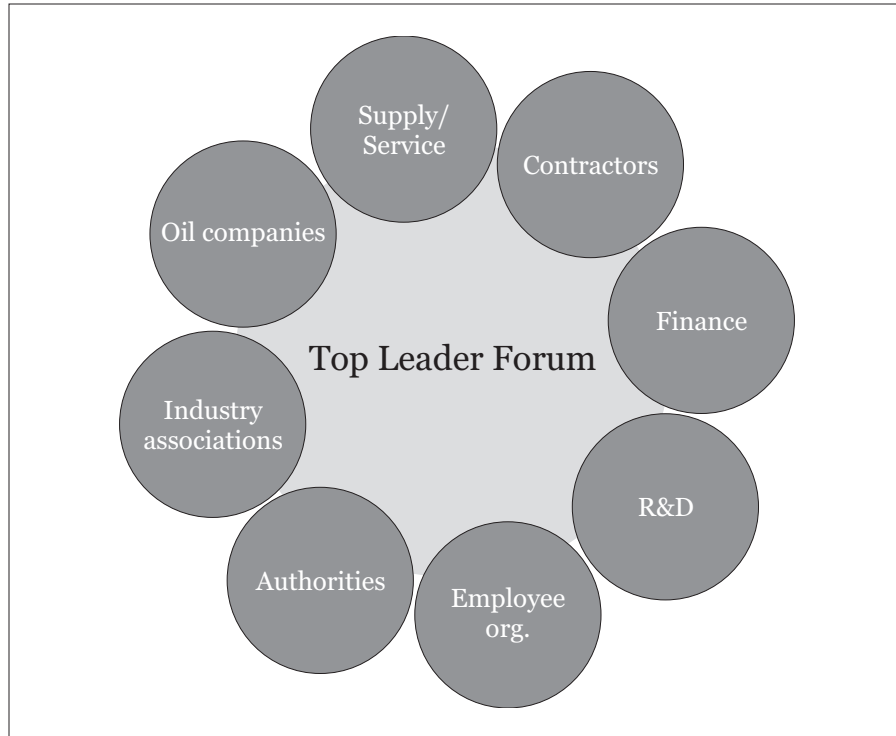 Supply/
Service
Contractors
Oil companies
Finance
Top Leader Forum
Industry
associations
R&D
Authorities
Employee
org.